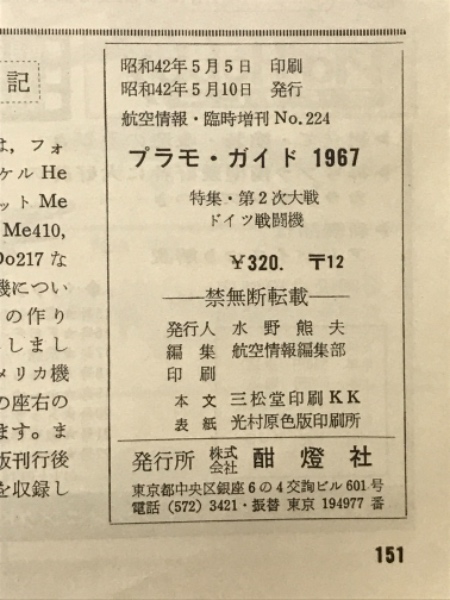 記
昭和42年5月5日 印刷
昭和42年5月10日 発行
航空情報・臨時増刊 No.224
プラモ・ガイド 1967
特集・第2次大戦
ドイツ戦闘機
¥320. 〒12
禁無断転載
発行人 水野熊夫
編集 航空情報編集部
印刷
本文 三松堂印刷KK
表紙 光村原色版印刷所
発行所 株式会社 酣燈社
東京都中央区銀座6の4交詢ビル601号
電話 (572) 3421・振替 東京 194977 番
は，フォ
ケル He
ット Me
Me410,
Do217 な
機につい
の作り
しまし
メリカ機
の座右の
ます。ま
版刊行後
を収録し
151